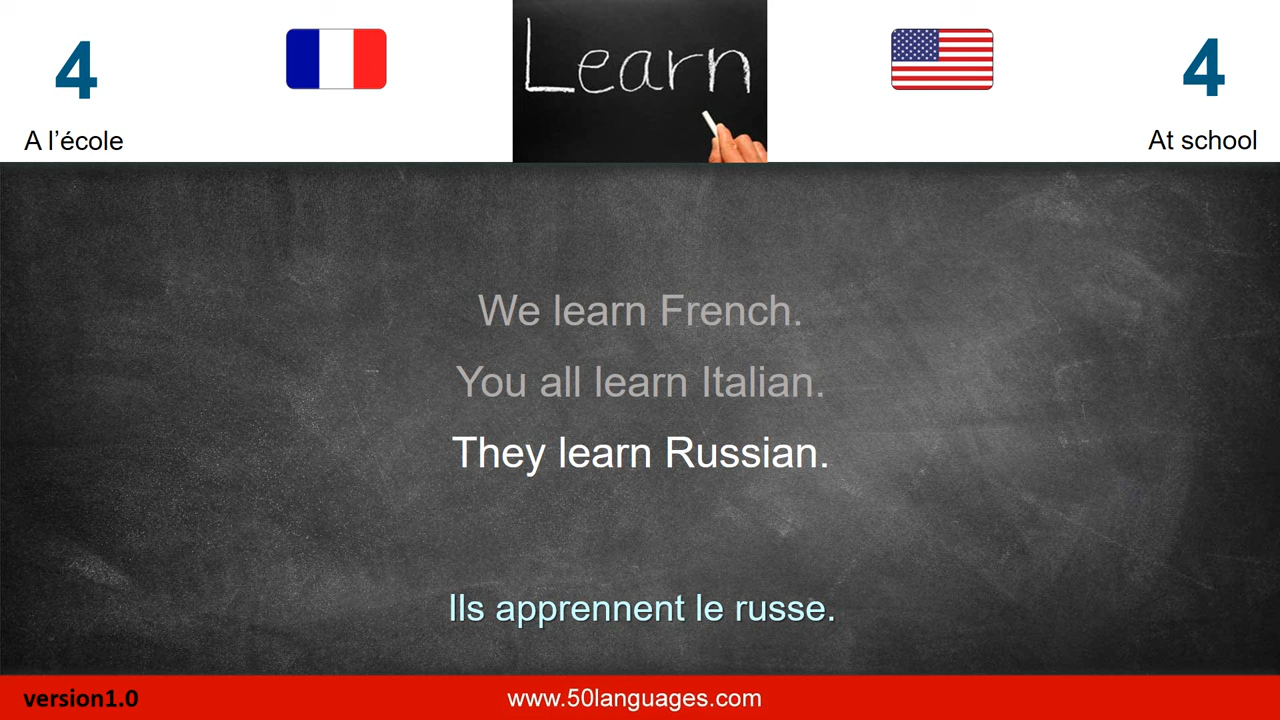 4
A l’école
Learn
4
At school
We learn French.
You all learn Italian.
They learn Russian.
Ils apprennent le russe.
version1.0
www.50languages.com